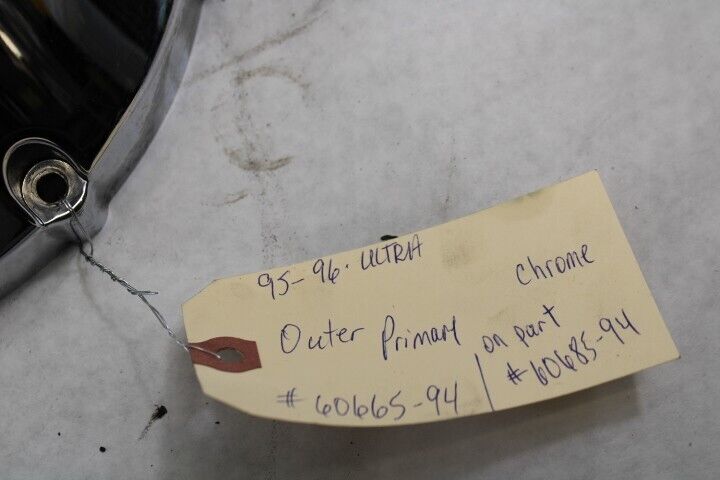 95-96. ULTRA
Chrome
Outer Primary
on part
# 60665-94 | # 60685-94